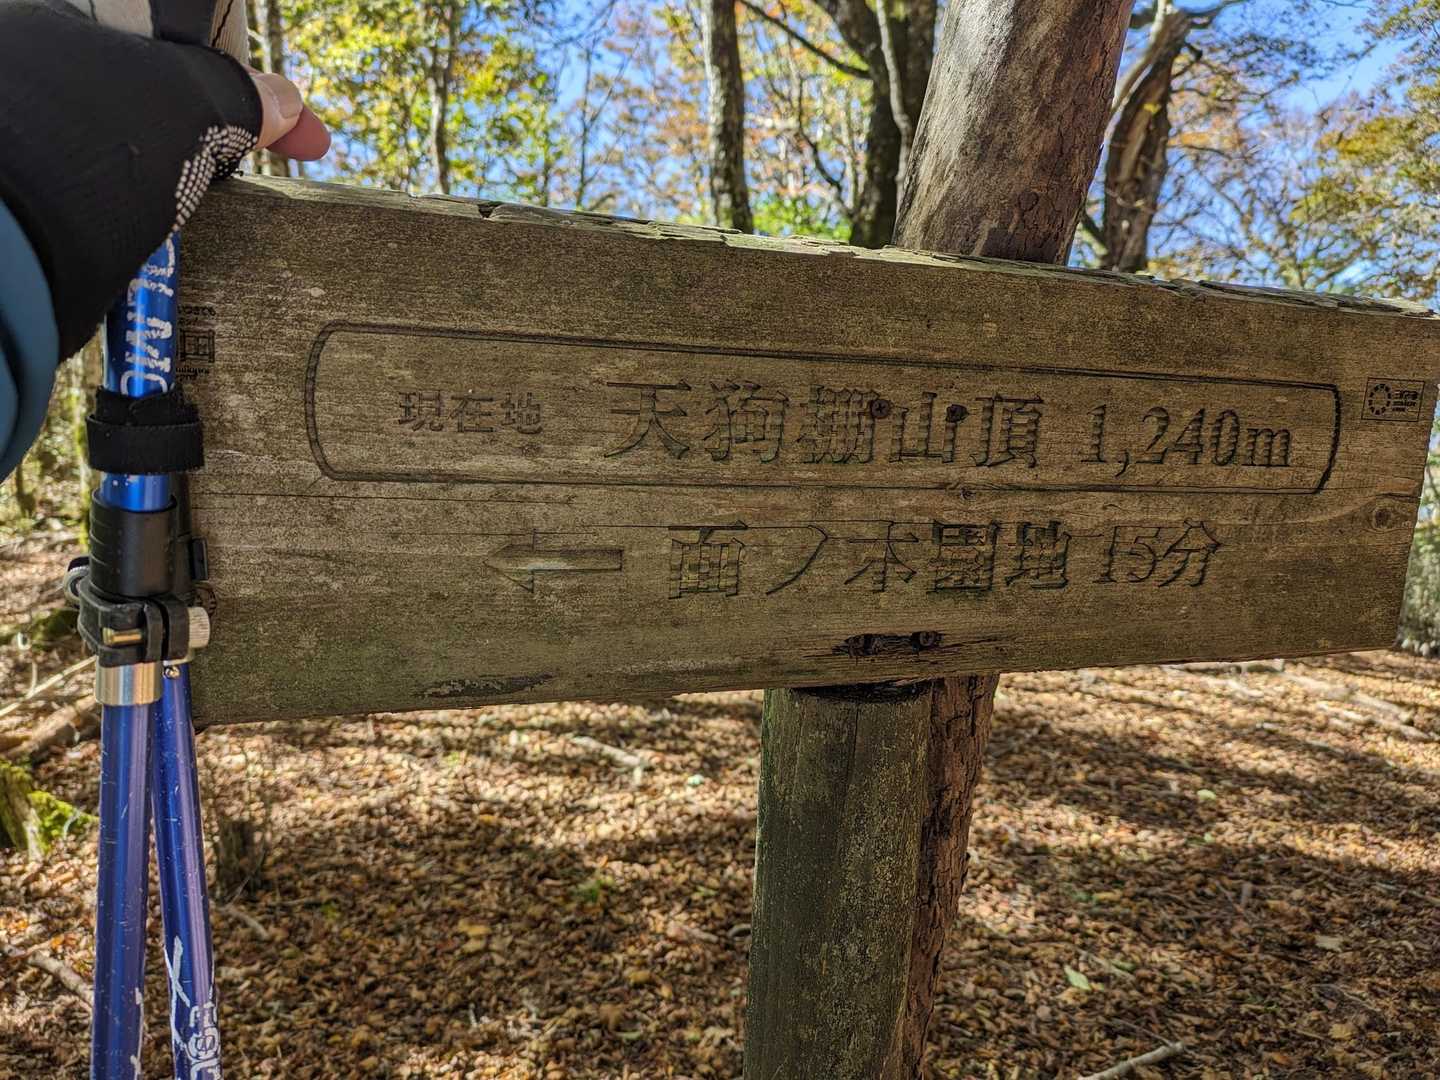 現在地 天狗棚山頂 1,240m
← 面ノ木園地 15分